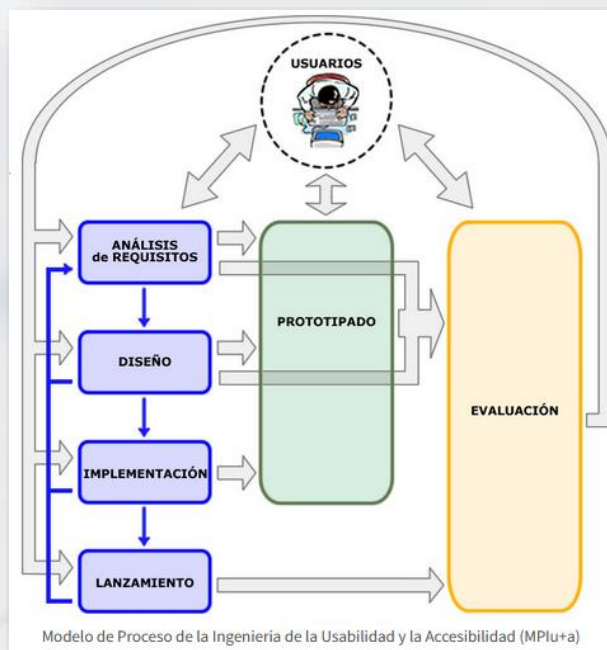 USUARIOS
ANÁLISIS
de REQUISITOS
PROTOTIPADO
DISEÑO
EVALUACIÓN
IMPLEMENTACIÓN
LANZAMIENTO
Modelo de Proceso de la Ingenieria de la Usabilidad y la Accesibilidad (MPIu+a)